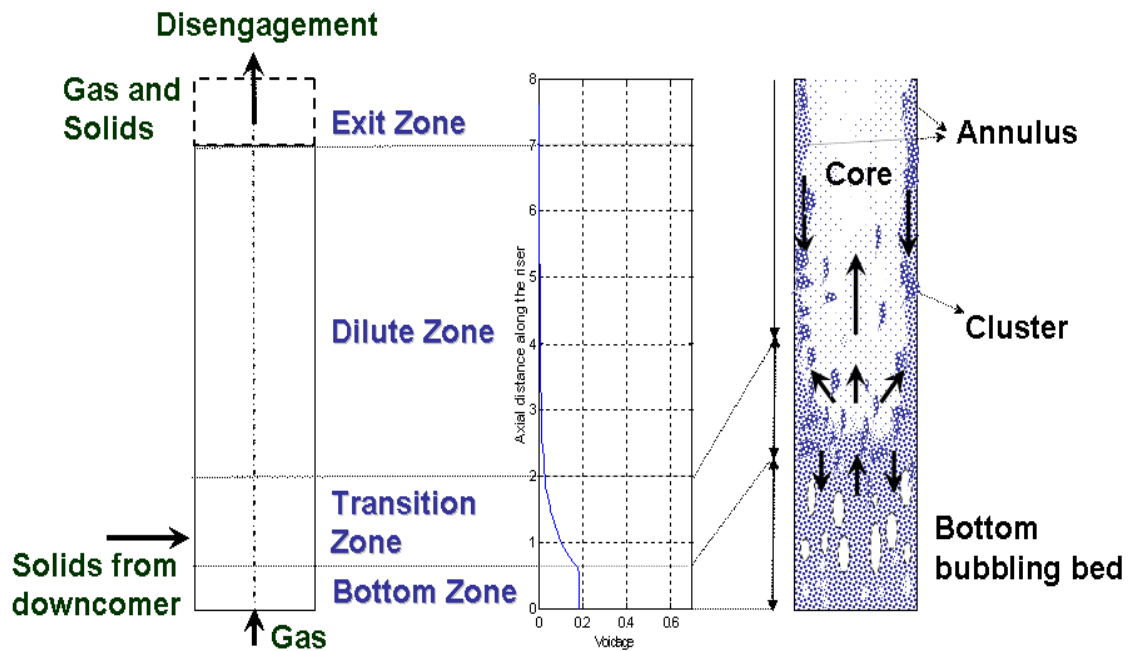 Disengagement
Gas and
Solids
Exit Zone
Dilute Zone
Transition
Zone
Bottom Zone
Solids from
downcomer
Gas
8
7
6
5
4
3
2
1
0
Axial distance along the riser
0
0.2
0.4
0.6
Voidage
Annulus
Core
Cluster
Bottom
bubbling bed